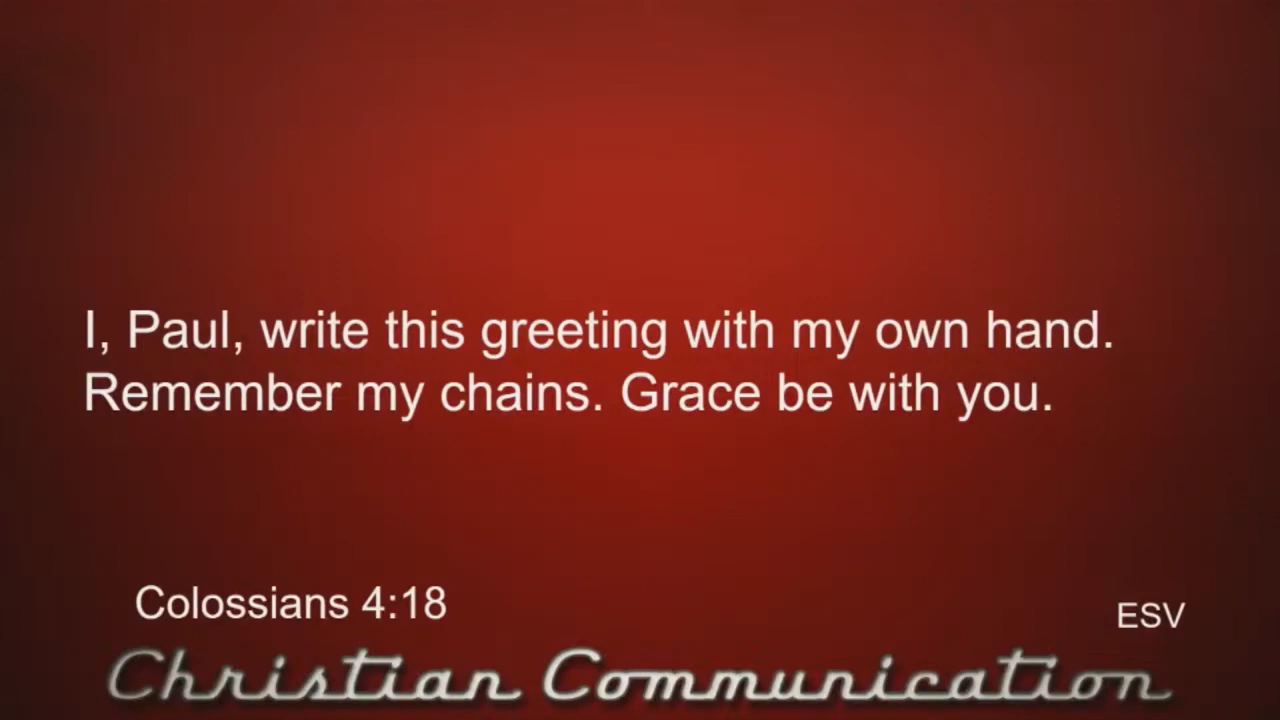 I, Paul, write this greeting with my own hand.
Remember my chains. Grace be with you.
Colossians 4:18
ESV
Christian Communication